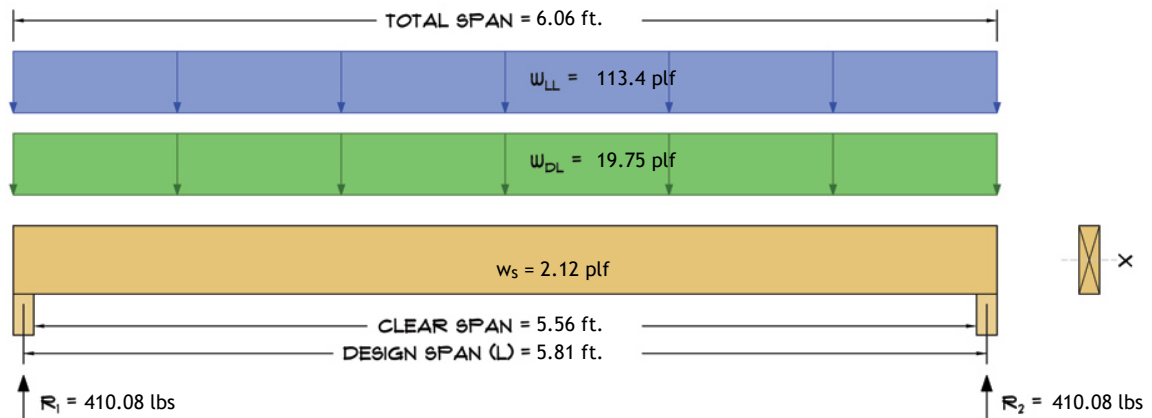 TOTAL SPAN = 6.06 ft.
WLL = 113.4 plf
WDL = 19.75 plf
ws = 2.12 plf
X
CLEAR SPAN = 5.56 ft.
DESIGN SPAN (L) = 5.81 ft.
R1 = 410.08 lbs
R2 = 410.08 lbs